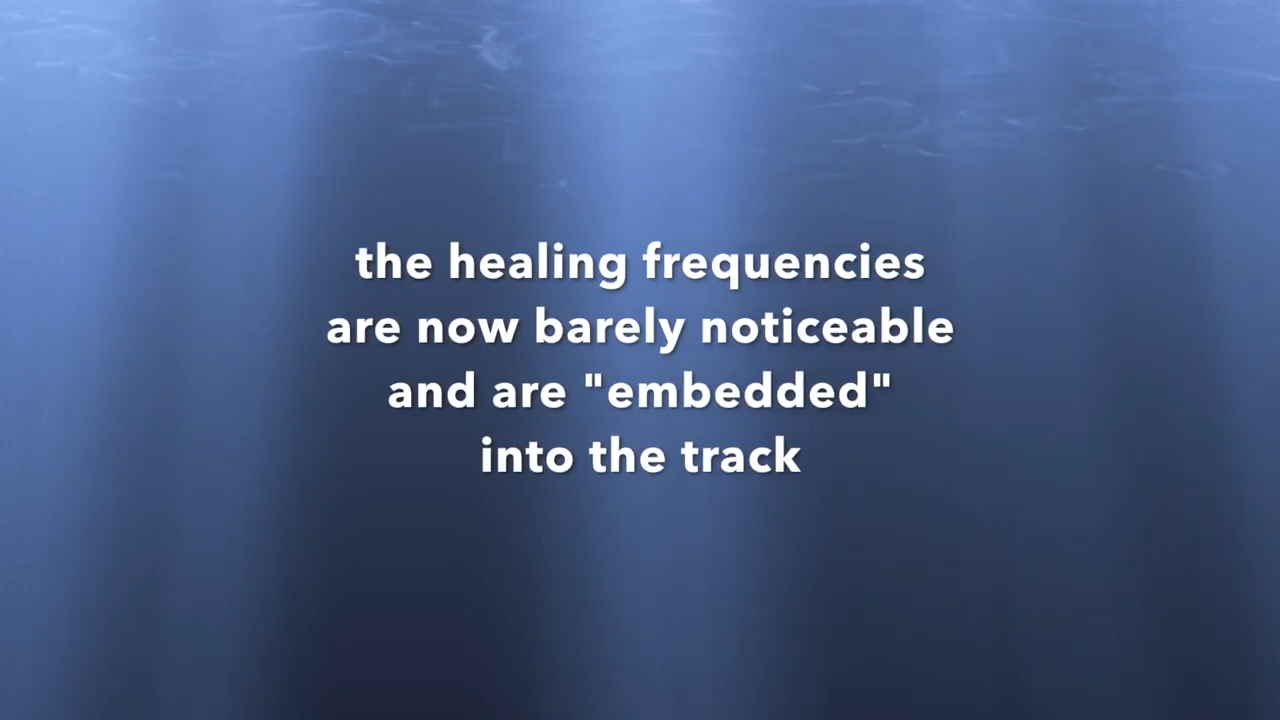 the healing frequencies
are now barely noticeable
and are "embedded"
into the track